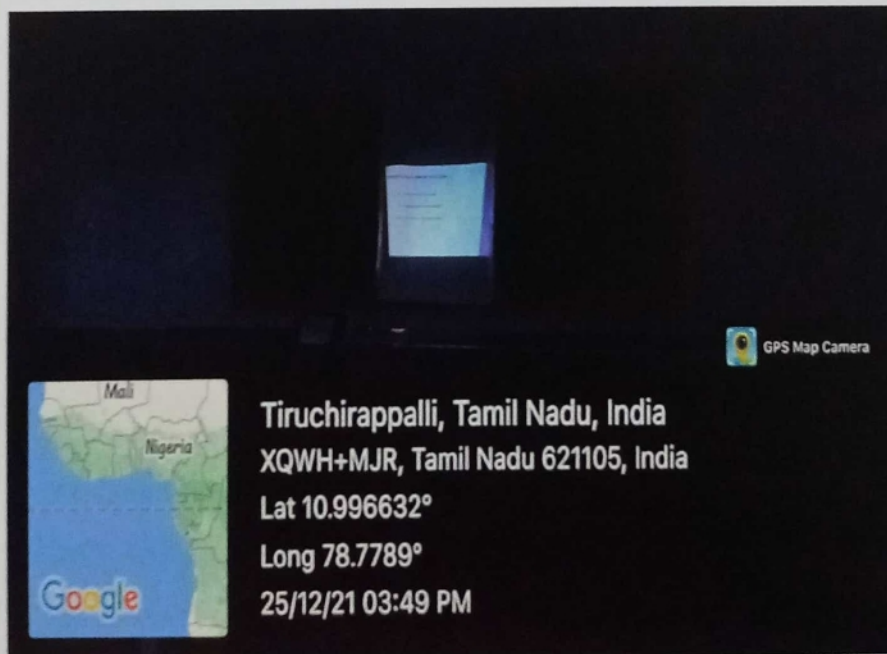 GPS Map Camera
Mali
Nigeria
Google
Tiruchirappalli, Tamil Nadu, India
XQWH+MJR, Tamil Nadu 621105, India
Lat 10.996632°
Long 78.7789°
25/12/21 03:49 PM